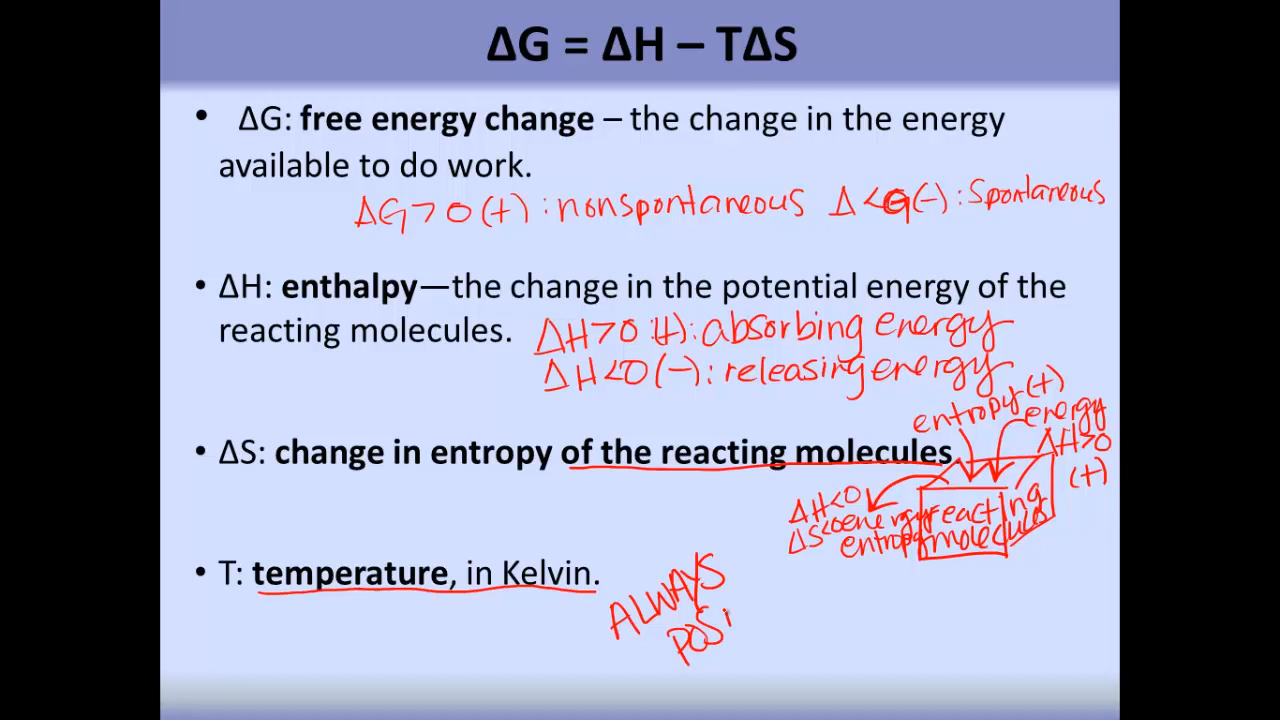 ΔG = ΔH – TΔS
• ΔG: free energy change – the change in the energy
available to do work.
ΔG>0 (+) : nonspontaneous Δ<G(-) : Spontaneous
• ΔH: enthalpy—the change in the potential energy of the
reacting molecules.
ΔH>0 (+): absorbing energy
ΔH<0 (-): releasing energy
• ΔS: change in entropy of the reacting molecules
entropy (+)
energy
ΔH>0
(+)
ΔH<0
ΔS<0 energy
entropy
reacting
molecules
• T: temperature, in Kelvin.
ALWAYS
POSI